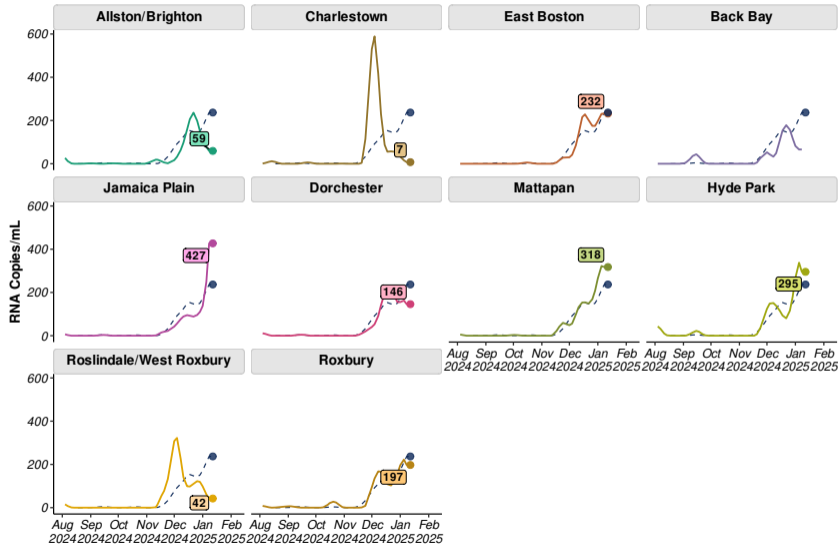 Allston/Brighton Charlestown East Boston Back Bay
600
400
232
200
59
7
0
Jamaica Plain Dorchester Mattapan Hyde Park
RNA Copies/mL
600
400
427
318
295
200
146
0
Aug 2024 Sep 2024 Oct 2024 Nov 2024 Dec 2024 Jan 2025 Feb 2025
Aug 2024 Sep 2024 Oct 2024 Nov 2024 Dec 2024 Jan 2025 Feb 2025
Roslindale/West Roxbury Roxbury
600
400
200
197
42
0
Aug Sep Oct Nov Dec Jan Feb Aug Sep Oct Nov Dec Jan Feb
2024 2024 2024 2024 2024 2025 2025 2024 2024 2024 2024 2024 2025 2025